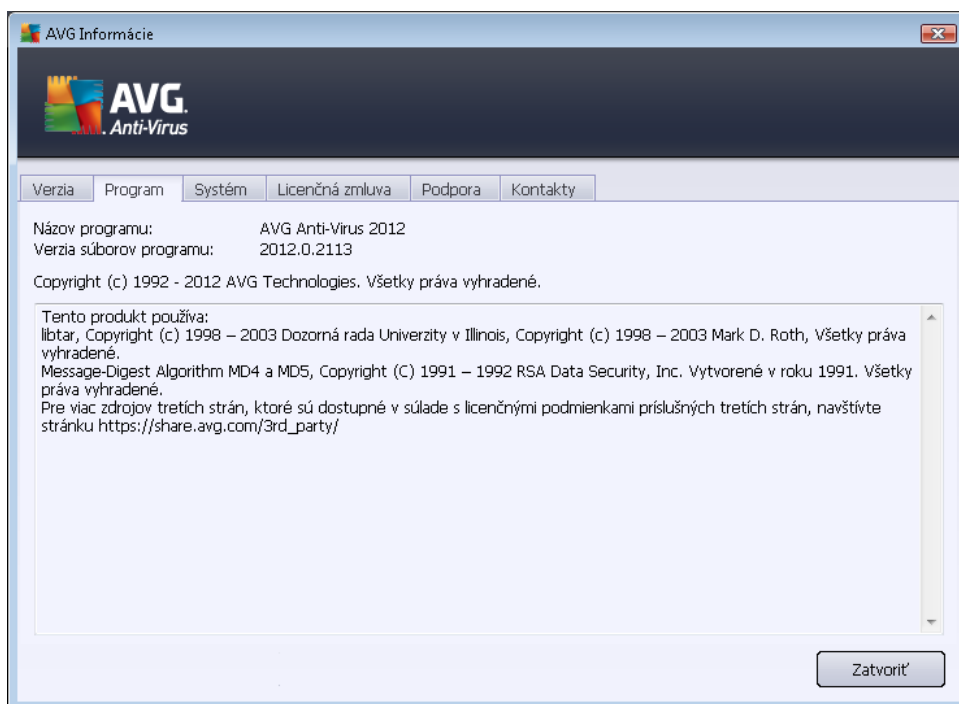 AVG Informácie
AVG.
Anti-Virus
Verzia Program Systém Licenčná zmluva Podpora Kontakty
Názov programu: AVG Anti-Virus 2012
Verzia súborov programu: 2012.0.2113
Copyright (c) 1992 - 2012 AVG Technologies. Všetky práva vyhradené.
Tento produkt používa:
libtar, Copyright (c) 1998 – 2003 Dozorná rada Univerzity v Illinois, Copyright (c) 1998 – 2003 Mark D. Roth, Všetky práva
vyhradené.
Message-Digest Algorithm MD4 a MD5, Copyright (C) 1991 – 1992 RSA Data Security, Inc. Vytvorené v roku 1991. Všetky
práva vyhradené.
Pre viac zdrojov tretích strán, ktoré sú dostupné v súlade s licenčnými podmienkami príslušných tretích strán, navštívte
stránku https://share.avg.com/3rd_party/
Zatvoriť